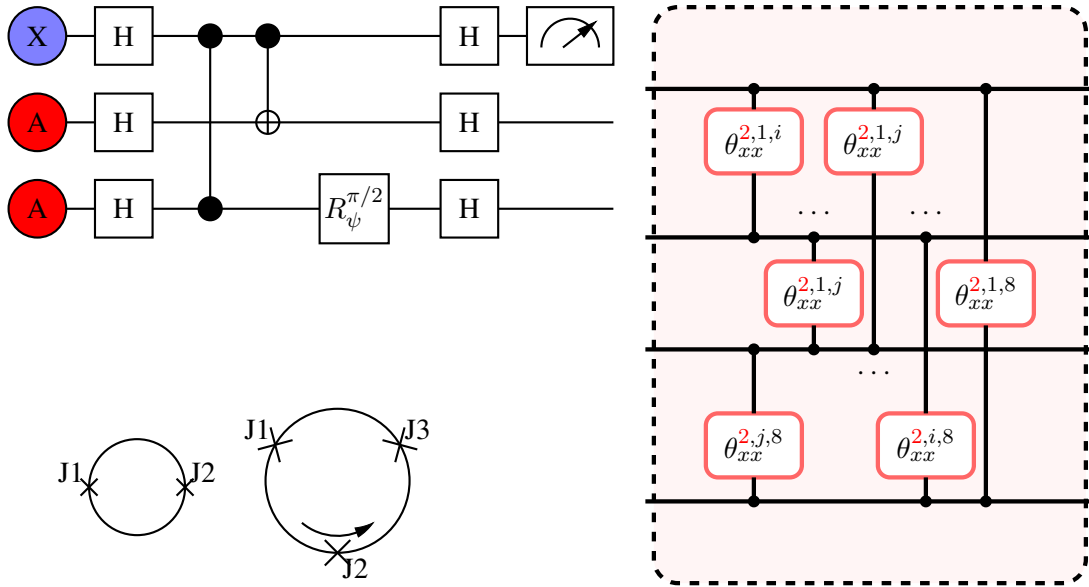 X H H
A H H
A H R_ψ^{π/2} H
J1 J2
J1 J3
J2
θ_{xx}^{2,1,i} θ_{xx}^{2,1,j}
... ...
θ_{xx}^{2,1,j} θ_{xx}^{2,1,8}
...
θ_{xx}^{2,j,8} θ_{xx}^{2,i,8}